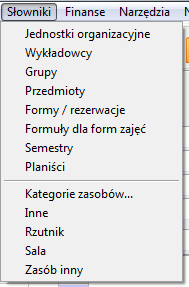 Słowniki Finanse Narzędzia
Jednostki organizacyjne
Wykładowcy
Grupy
Przedmioty
Formy / rezerwacje
Formuły dla form zajęć
Semestry
Planiści
Kategorie zasobów...
Inne
Rzutnik
Sala
Zasób inny